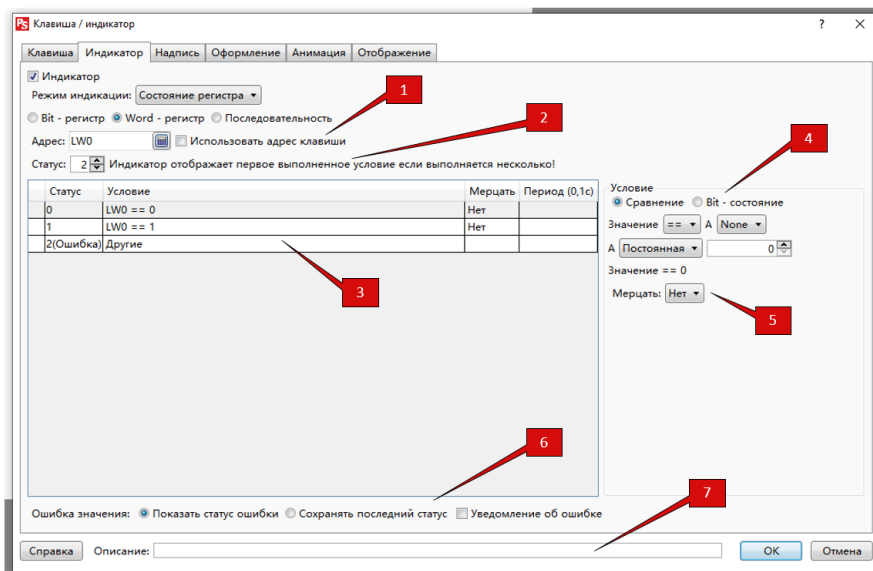 PS Клавиша / индикатор ? ×
Клавиша Индикатор Надпись Оформление Анимация Отображение
Индикатор
1
Режим индикации: Состояние регистра
Bit - регистр Word - регистр Последовательность
2
Адрес: LW0 Использовать адрес клавиши
4
Статус: 2 Индикатор отображает первое выполненное условие если выполняется несколько!
Статус Условие Мерцать Период (0,1с)
0 LW0 == 0 Нет
1 LW0 == 1 Нет
2(Ошибка) Другие
3
Условие
Сравнение Bit - состояние
Значение == А None
А Постоянная 0
Значение == 0
Мерцать: Нет
5
6
7
Ошибка значения: Показать статус ошибки Сохранять последний статус Уведомление об ошибке
Справка Описание: OK Отмена